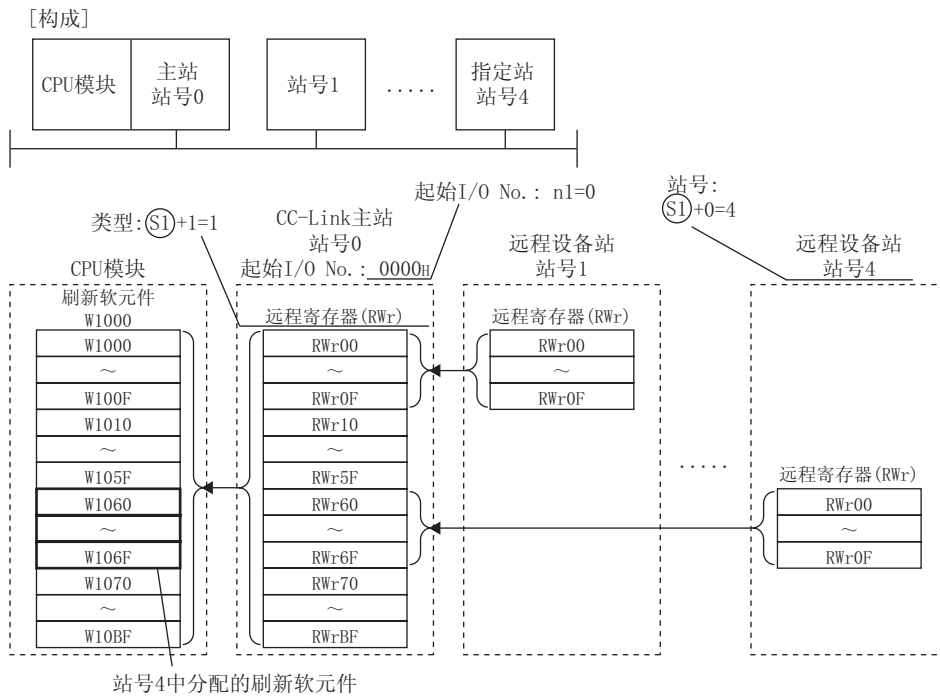 [构成]
CPU模块
主站
站号0
站号1
.....
指定站
站号4
起始I/O No.: n1=0
站号:
S1+0=4
类型:S1+1=1
CC-Link主站
站号0
起始I/O No.: 0000H
CPU模块
远程设备站
站号1
远程设备站
站号4
刷新软元件
W1000
W1000
～
W100F
W1010
～
W105F
W1060
～
W106F
W1070
～
W10BF
远程寄存器(RWr)
RWr00
～
RWr0F
RWr10
～
RWr5F
RWr60
～
RWr6F
RWr70
～
RWrBF
远程寄存器(RWr)
RWr00
～
RWr0F
.....
远程寄存器(RWr)
RWr00
～
RWr0F
站号4中分配的刷新软元件